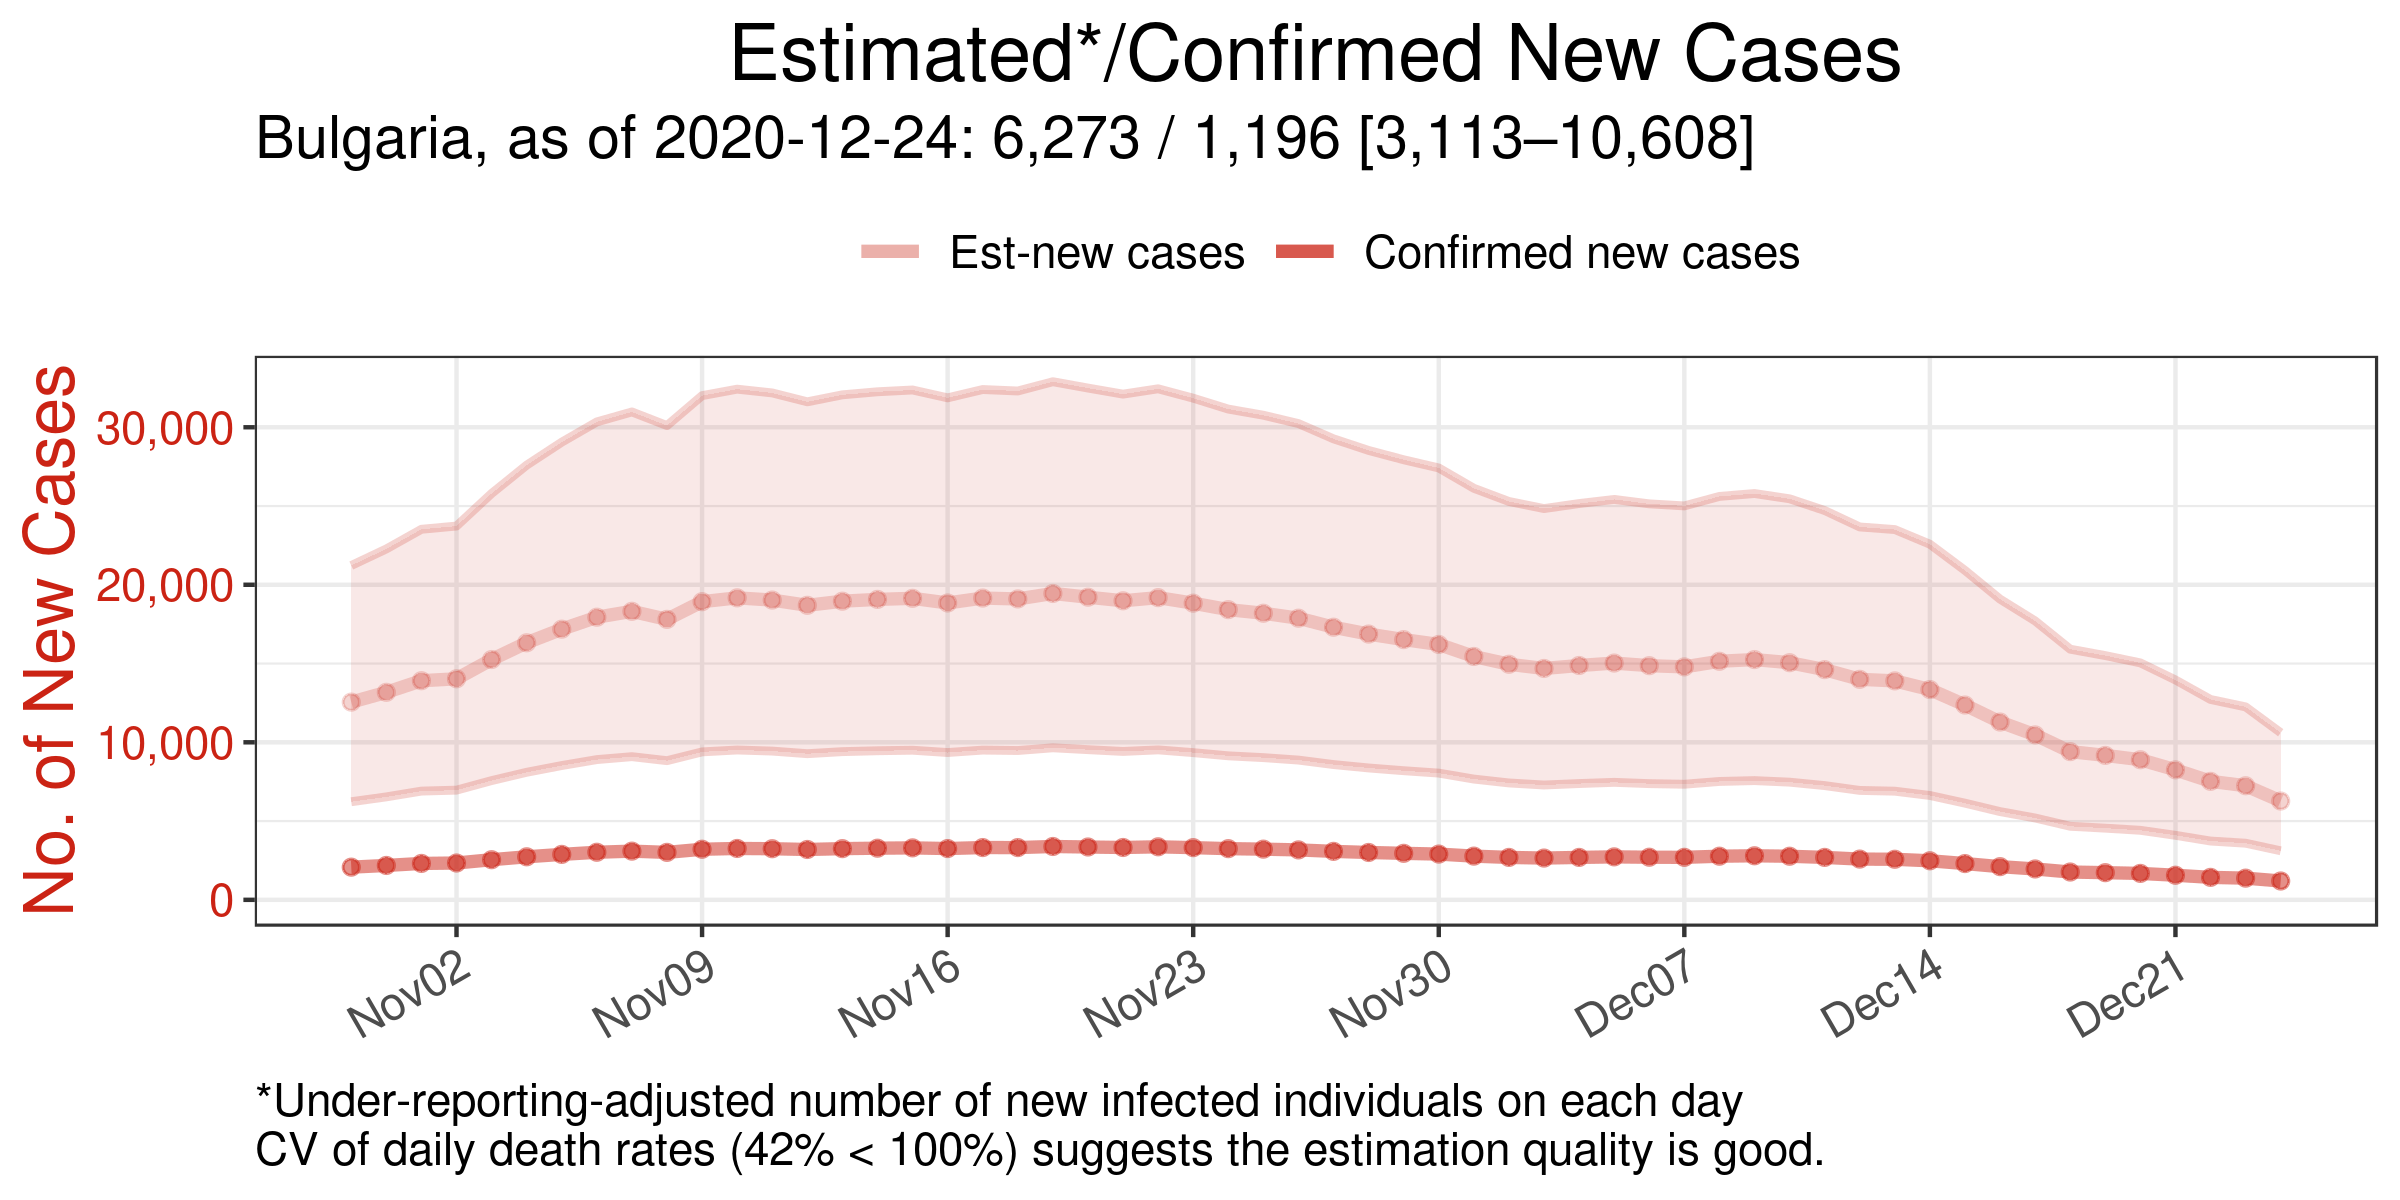 Estimated*/Confirmed New Cases
Bulgaria, as of 2020-12-24: 6,273 / 1,196 [3,113–10,608]
Est-new cases
Confirmed new cases
No. of New Cases
30,000
20,000
10,000
0
Nov02
Nov09
Nov16
Nov23
Nov30
Dec07
Dec14
Dec21
*Under-reporting-adjusted number of new infected individuals on each day
CV of daily death rates (42% < 100%) suggests the estimation quality is good.